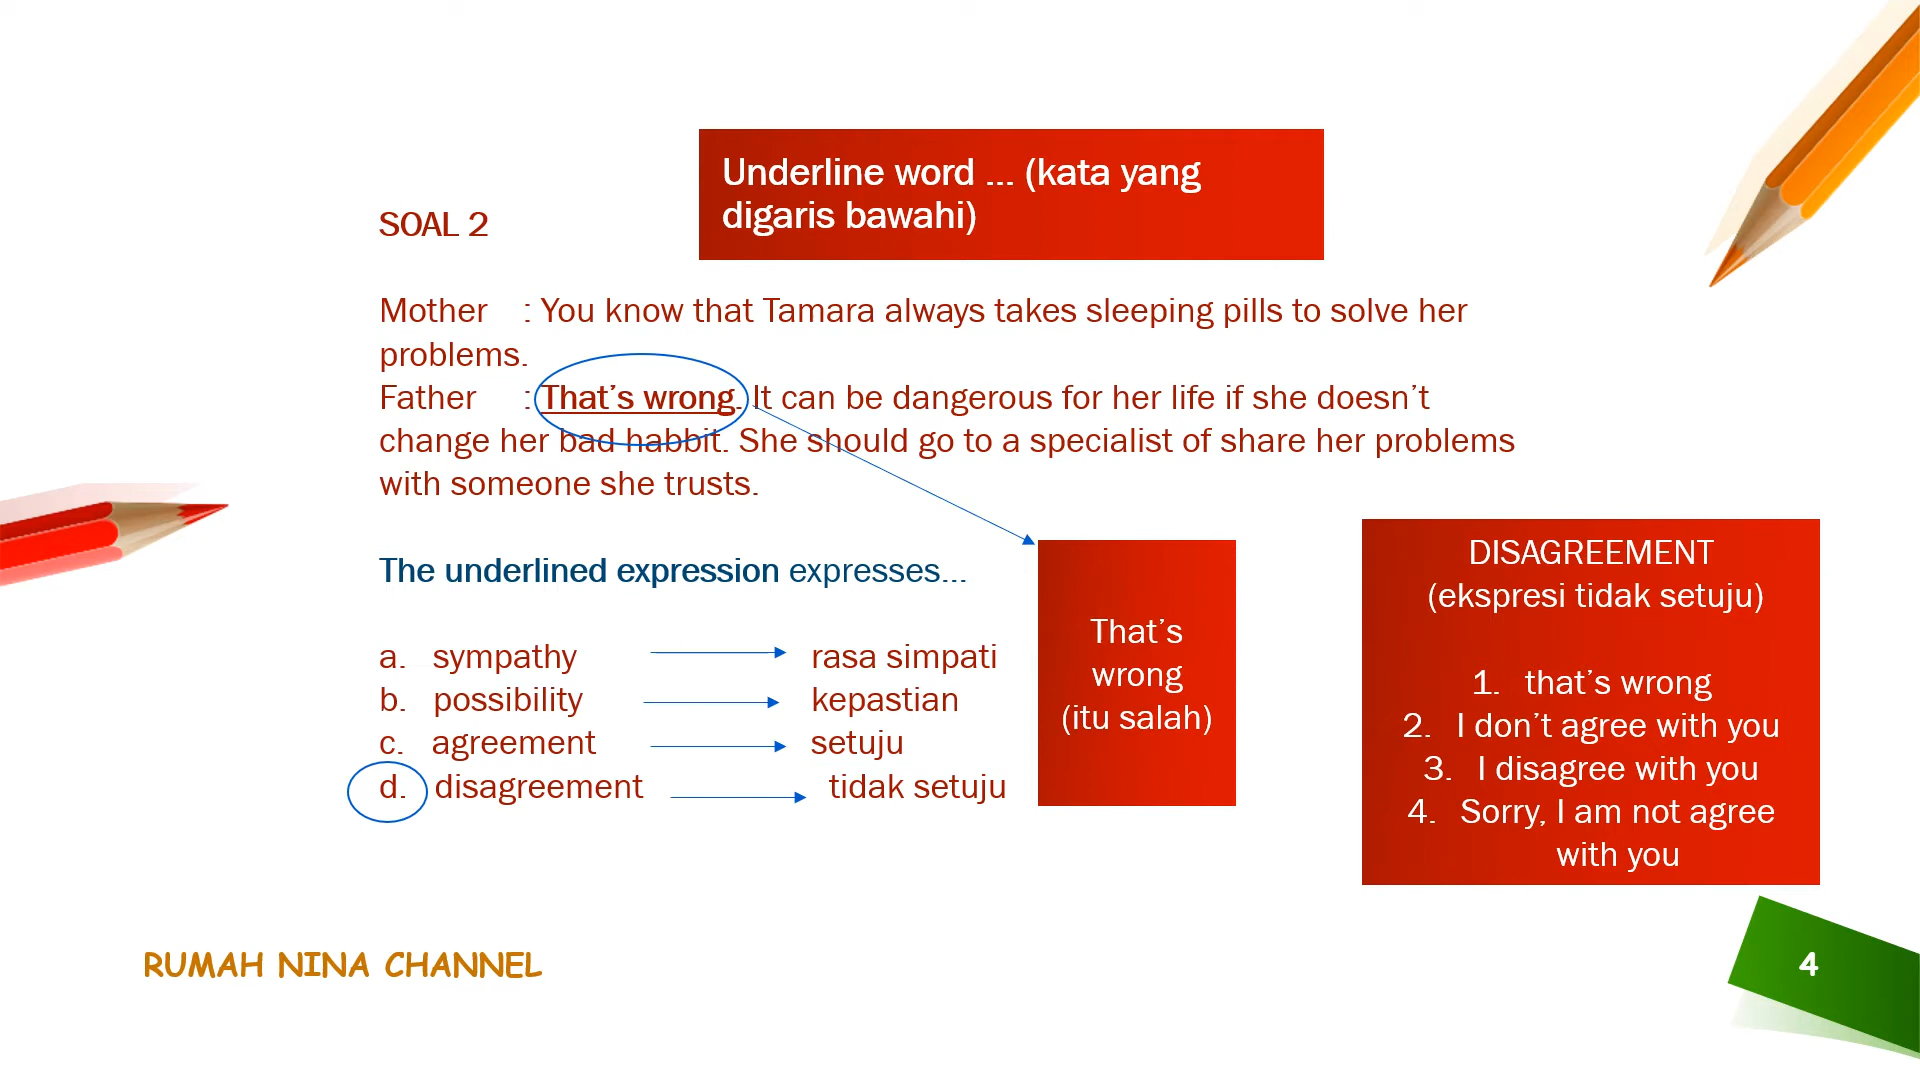 Underline word ... (kata yang
digaris bawahi)
SOAL 2
Mother : You know that Tamara always takes sleeping pills to solve her
problems.
Father : That's wrong. It can be dangerous for her life if she doesn't
change her bad habbit. She should go to a specialist of share her problems
with someone she trusts.
The underlined expression expresses...
a. sympathy rasa simpati
b. possibility kepastian
c. agreement setuju
d. disagreement tidak setuju
That's
wrong
(itu salah)
DISAGREEMENT
(ekspresi tidak setuju)
1. that's wrong
2. I don't agree with you
3. I disagree with you
4. Sorry, I am not agree
with you
RUMAH NINA CHANNEL
4